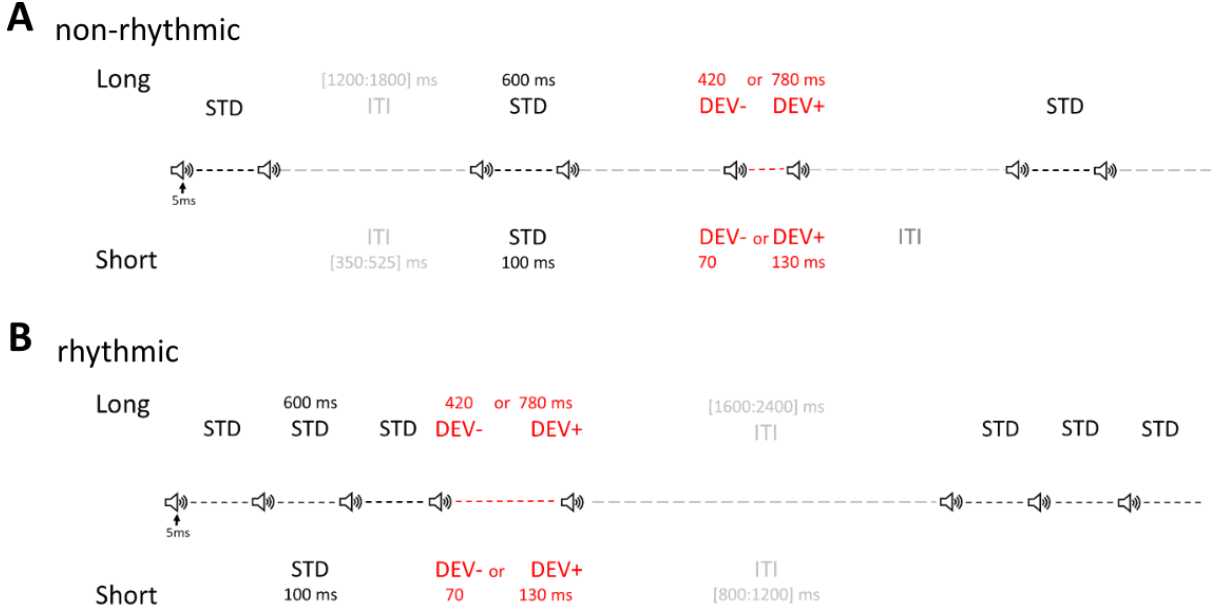 A non-rhythmic
Long [1200:1800] ms 600 ms 420 or 780 ms
STD ITI STD DEV- DEV+ STD
5ms
ITI STD DEV- or DEV+ ITI
Short [350:525] ms 100 ms 70 130 ms
B rhythmic
Long 600 ms 420 or 780 ms [1600:2400] ms
STD STD STD DEV- DEV+ ITI STD STD STD
5ms
STD DEV- or DEV+ ITI
Short 100 ms 70 130 ms [800:1200] ms